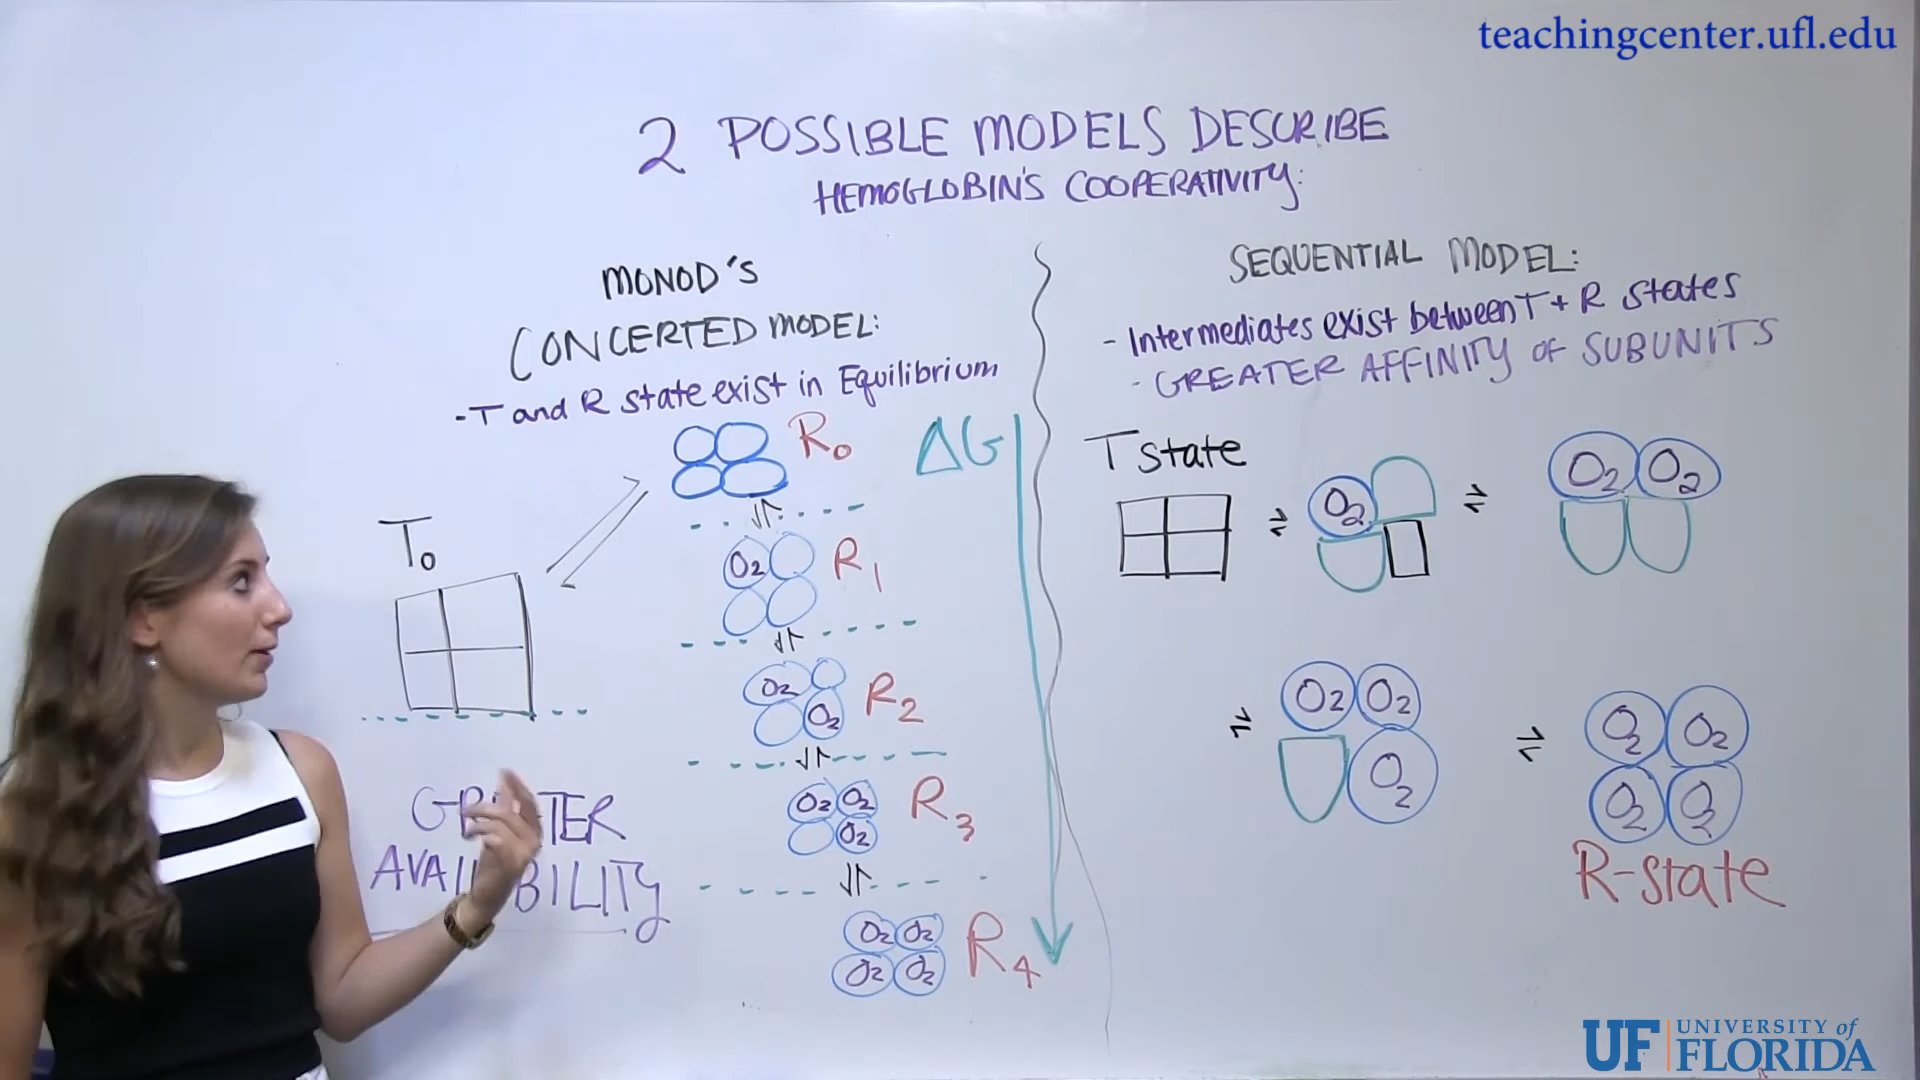 teachingcenter.ufl.edu
2 POSSIBLE MODELS DESCRIBE
HEMOGLOBIN'S COOPERATIVITY:
MONOD'S
CONCERTED MODEL:
- T and R state exist in Equilibrium
T₀
R₀
ΔG
O₂
R₁
O₂
O₂
R₂
O₂ O₂
O₂
R₃
O₂ O₂
O₂ O₂
R₄
AVAILABILITY
SEQUENTIAL MODEL:
- Intermediates exist between T + R states
- GREATER AFFINITY OF SUBUNITS
T state
O₂
O₂ O₂
O₂ O₂
O₂
O₂ O₂
O₂ O₂
R-state
UF UNIVERSITY of
FLORIDA